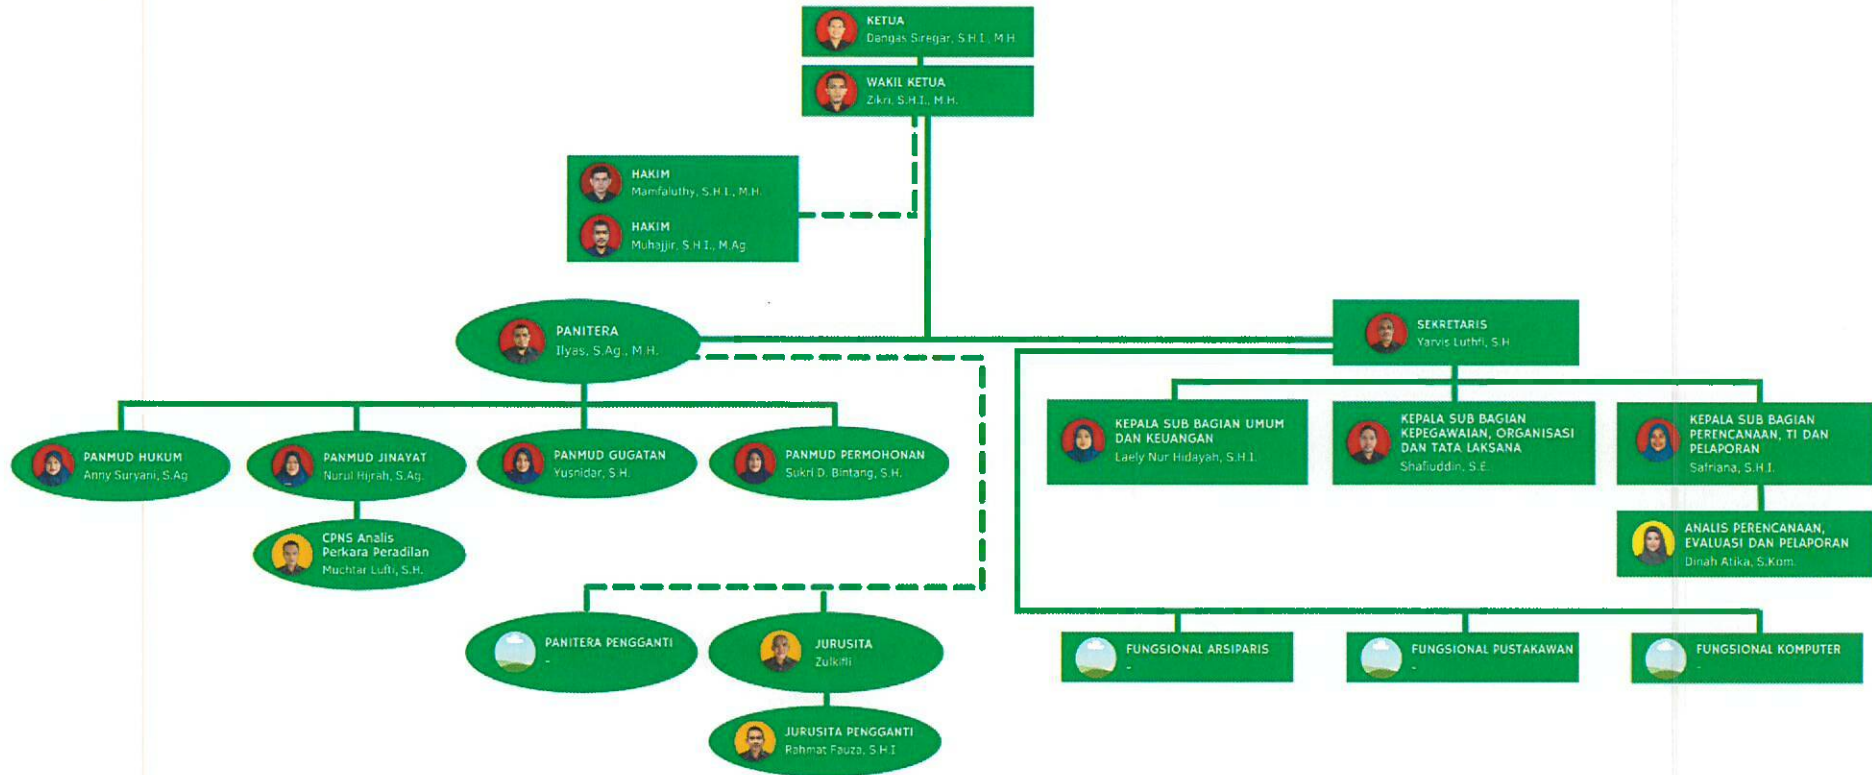 KETUA
Dangas Siregar, S.H.I., M.H.
WAKIL KETUA
Zikri, S.H.I., M.H.
HAKIM
Mamfaluthy, S.H.I., M.H.
HAKIM
Muhajjir, S.H.I., M.Ag
PANITERA
Ilyas, S.Ag., M.H.
SEKRETARIS
Yarvis Luthfi, S.H
PANMUD HUKUM
Anny Suryani, S.Ag
PANMUD JINAYAT
Nurul Hijrah, S.Ag.
PANMUD GUGATAN
Yusnidar, S.H.
PANMUD PERMOHONAN
Sukri D. Bintang, S.H.
KEPALA SUB BAGIAN UMUM
DAN KEUANGAN
Laely Nur Hidayah, S.H.I.
KEPALA SUB BAGIAN
KEPEGAWAIAN, ORGANISASI
DAN TATA LAKSANA
Shafiuddin, S.E.
KEPALA SUB BAGIAN
PERENCANAAN, TI DAN
PELAPORAN
Safriana, S.H.I.
CPNS Analis
Perkara Peradilan
Muchtar Lufti, S.H.
ANALIS PERENCANAAN,
EVALUASI DAN PELAPORAN
Dinah Atika, S.Kom.
PANITERA PENGGANTI
-
JURUSITA
Zulkifli
FUNGSIONAL ARSIPARIS
-
FUNGSIONAL PUSTAKAWAN
-
FUNGSIONAL KOMPUTER
-
JURUSITA PENGGANTI
Rahmat Fauza, S.H.I